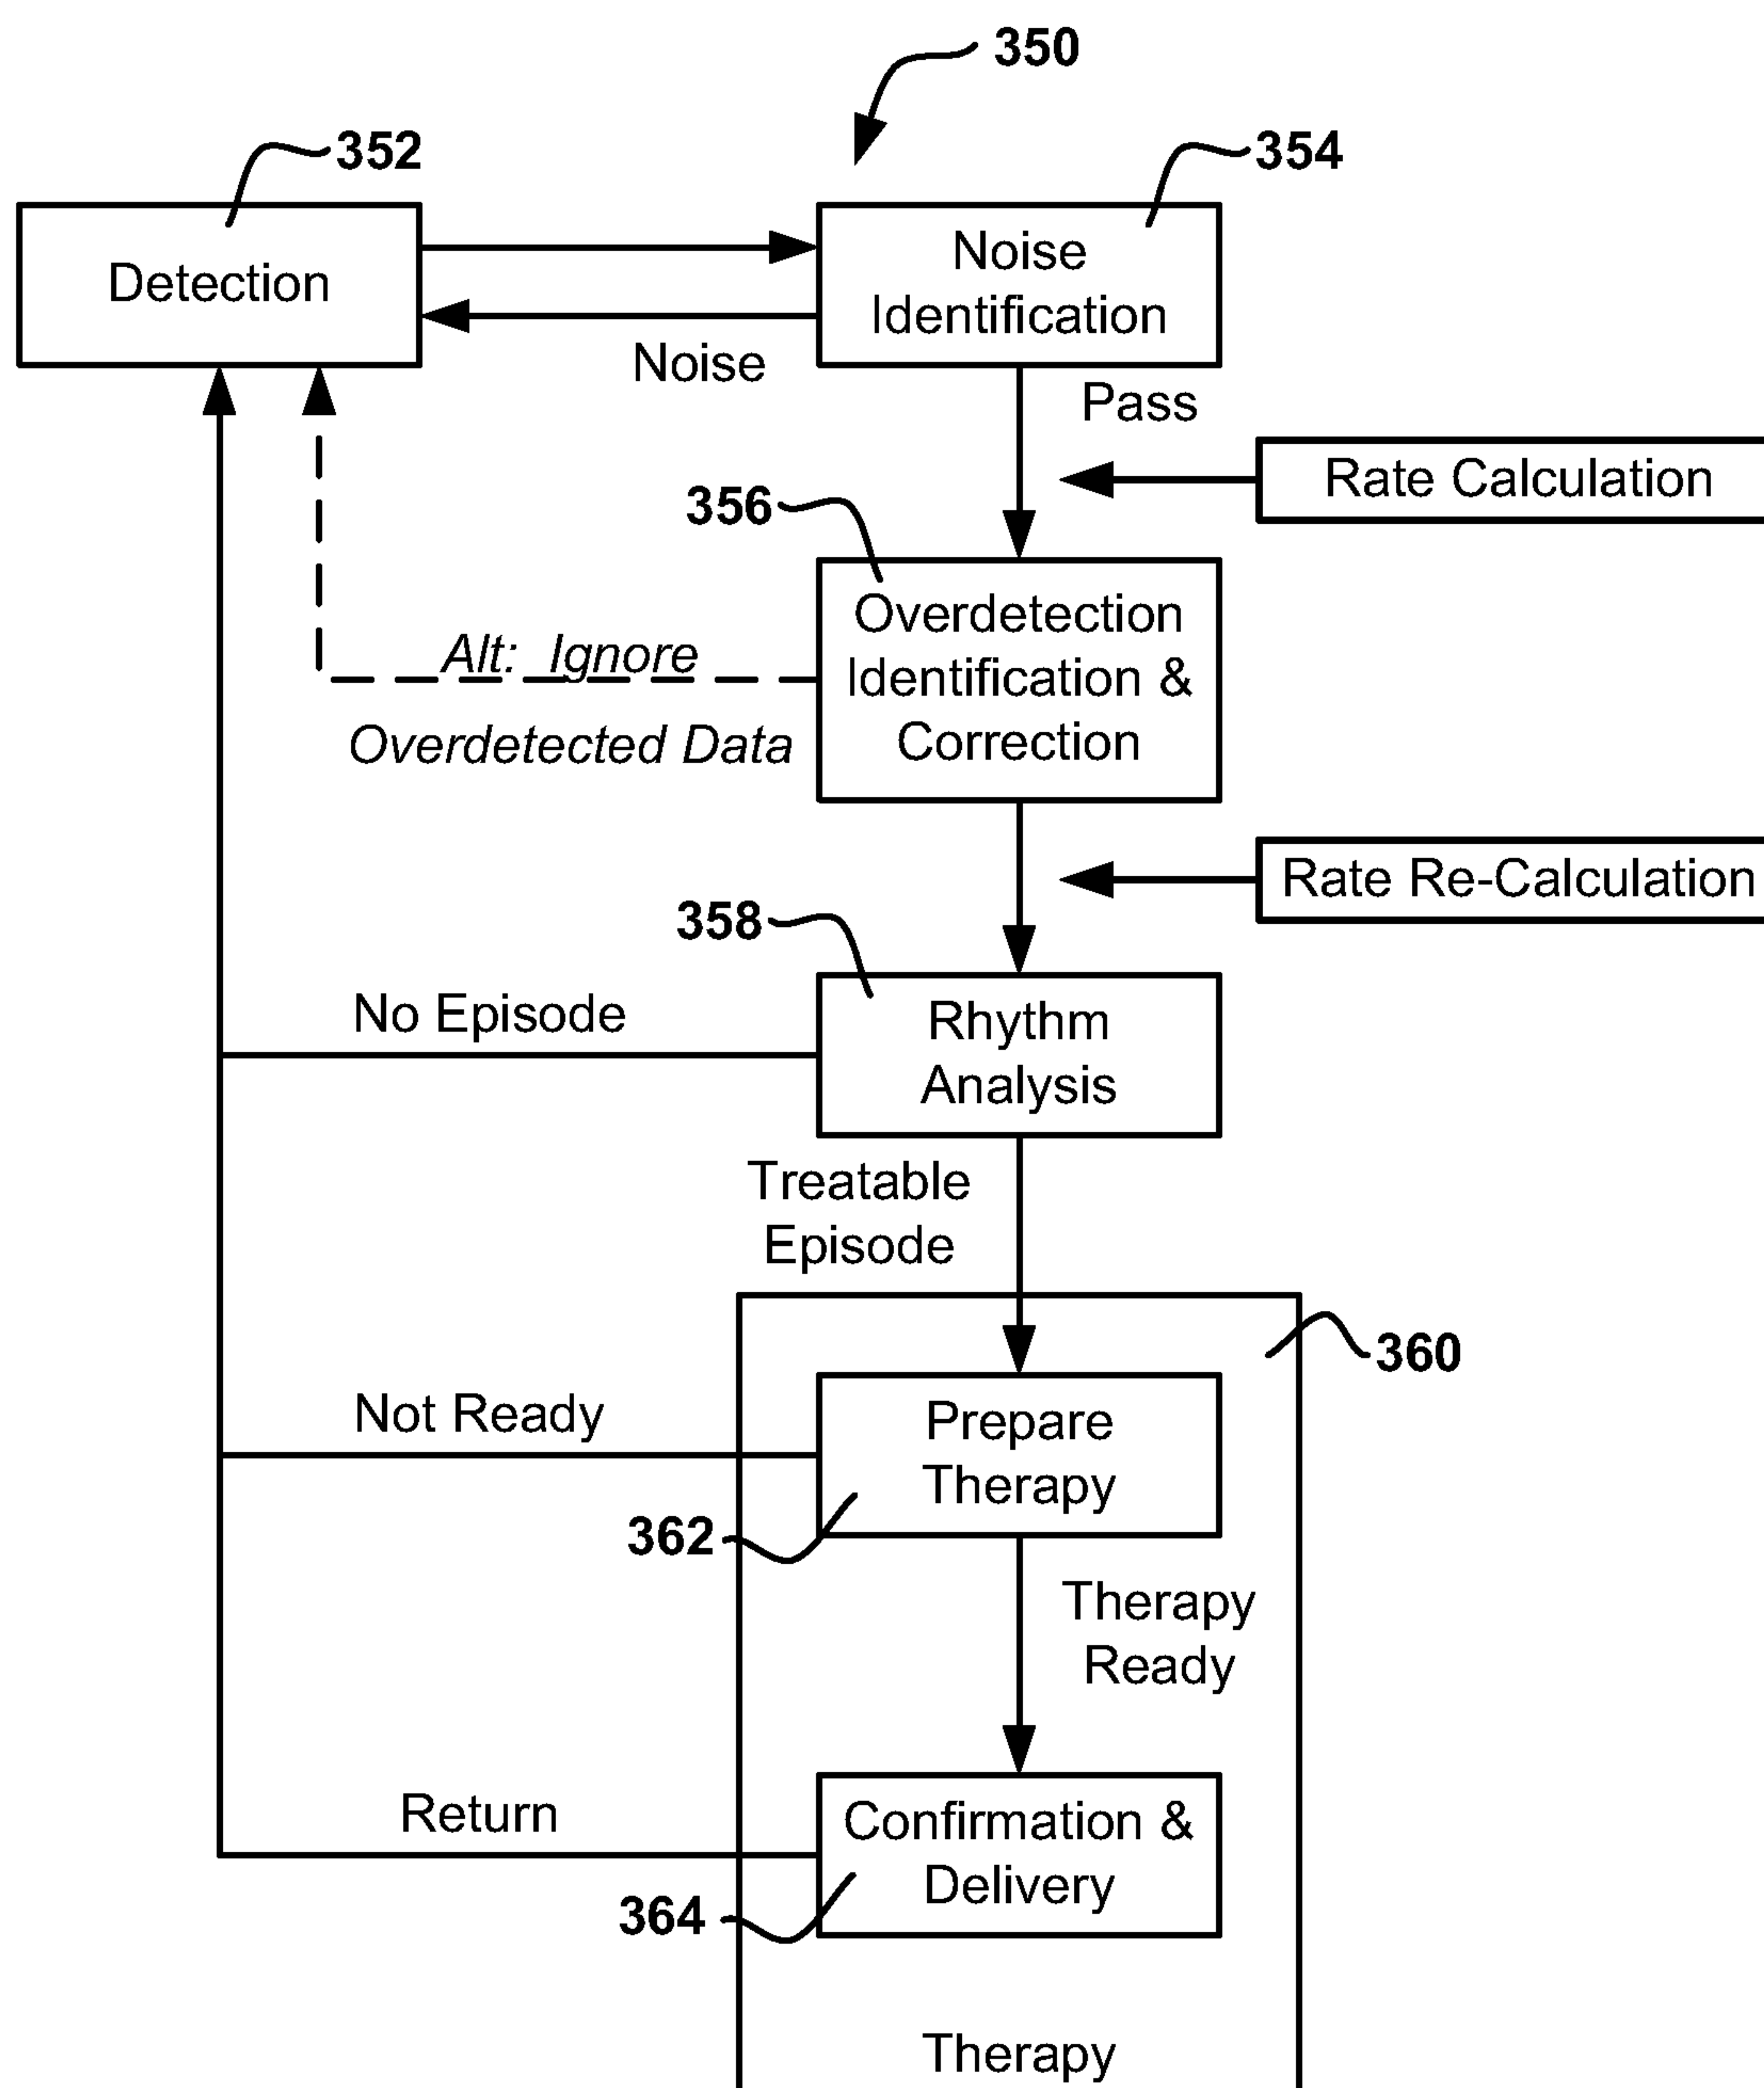 350
352
354
Detection
Noise
Identification
Noise
Pass
Rate Calculation
356
Overdetection
Identification &
Correction
Alt: Ignore
Overdetected Data
Rate Re-Calculation
358
No Episode
Rhythm
Analysis
Treatable
Episode
360
Not Ready
Prepare
Therapy
362
Therapy
Ready
Return
Confirmation &
Delivery
364
Therapy